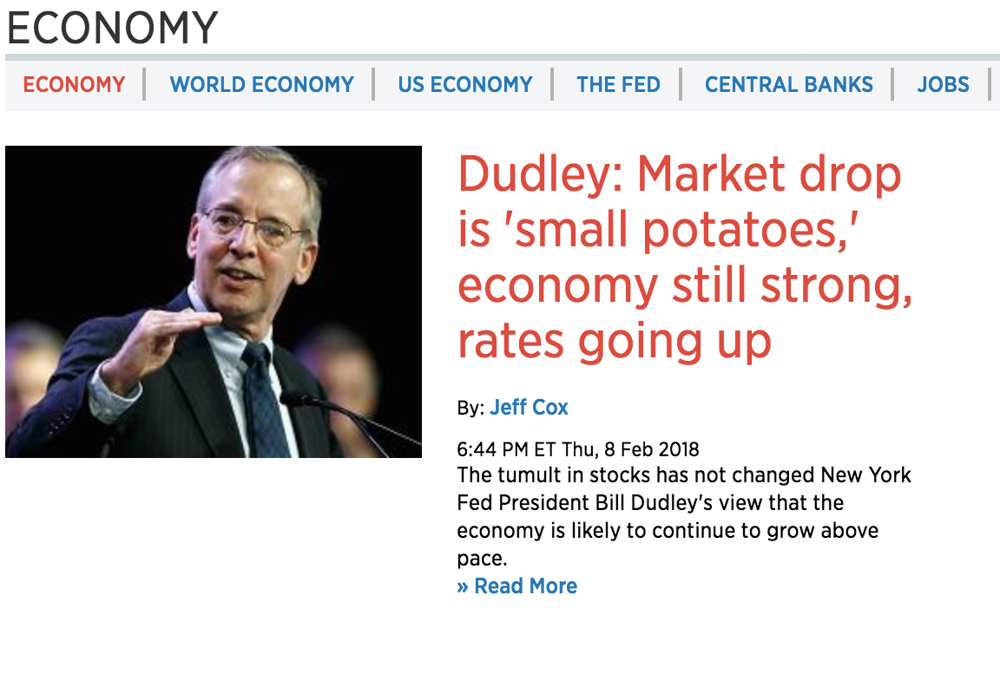 ECONOMY
ECONOMY
WORLD ECONOMY
US ECONOMY
THE FED
CENTRAL BANKS
JOBS
Dudley: Market drop
is 'small potatoes,'
economy still strong,
rates going up
By: Jeff Cox
6:44 PM ET Thu, 8 Feb 2018
The tumult in stocks has not changed New York
Fed President Bill Dudley's view that the
economy is likely to continue to grow above
pace.
» Read More